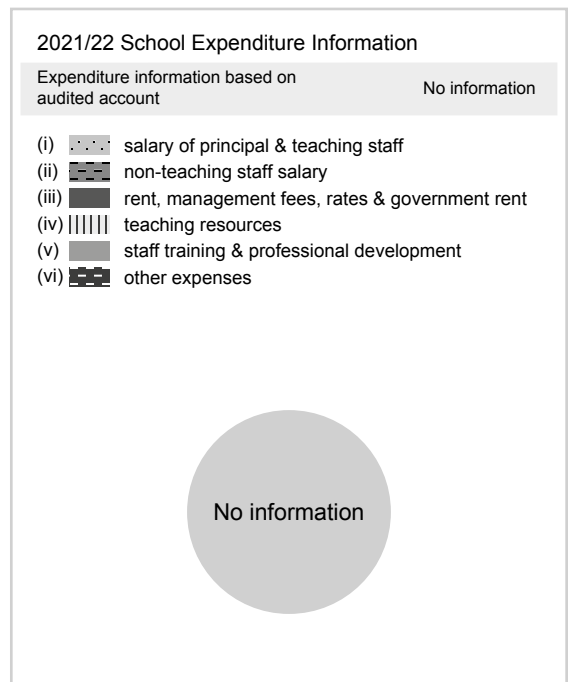 2021/22 School Expenditure Information
Expenditure information based on
audited account
No information
(i) salary of principal & teaching staff
(ii) non-teaching staff salary
(iii) rent, management fees, rates & government rent
(iv) teaching resources
(v) staff training & professional development
(vi) other expenses
No information